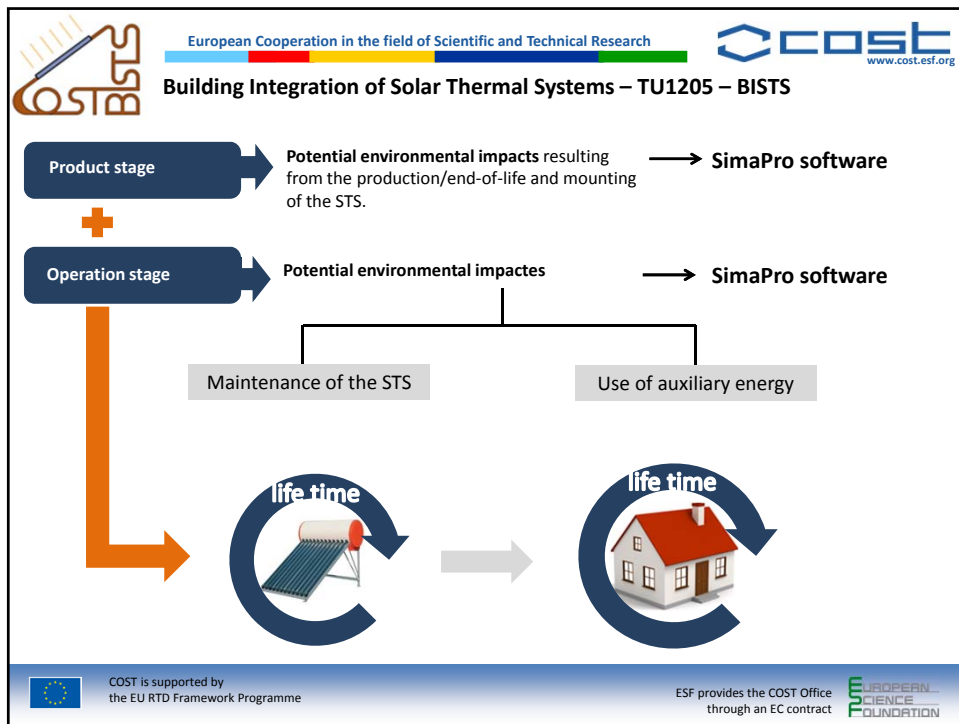 European Cooperation in the field of Scientific and Technical Research
COST
BISTS
cost
www.cost.esf.org
Building Integration of Solar Thermal Systems – TU1205 – BISTS
Product stage
Potential environmental impacts resulting
from the production/end-of-life and mounting
of the STS.
SimaPro software
Operation stage
Potential environmental impactes
SimaPro software
Maintenance of the STS
Use of auxiliary energy
life time
life time
COST is supported by
the EU RTD Framework Programme
ESF provides the COST Office
through an EC contract
EUROPEAN
SCIENCE
FOUNDATION